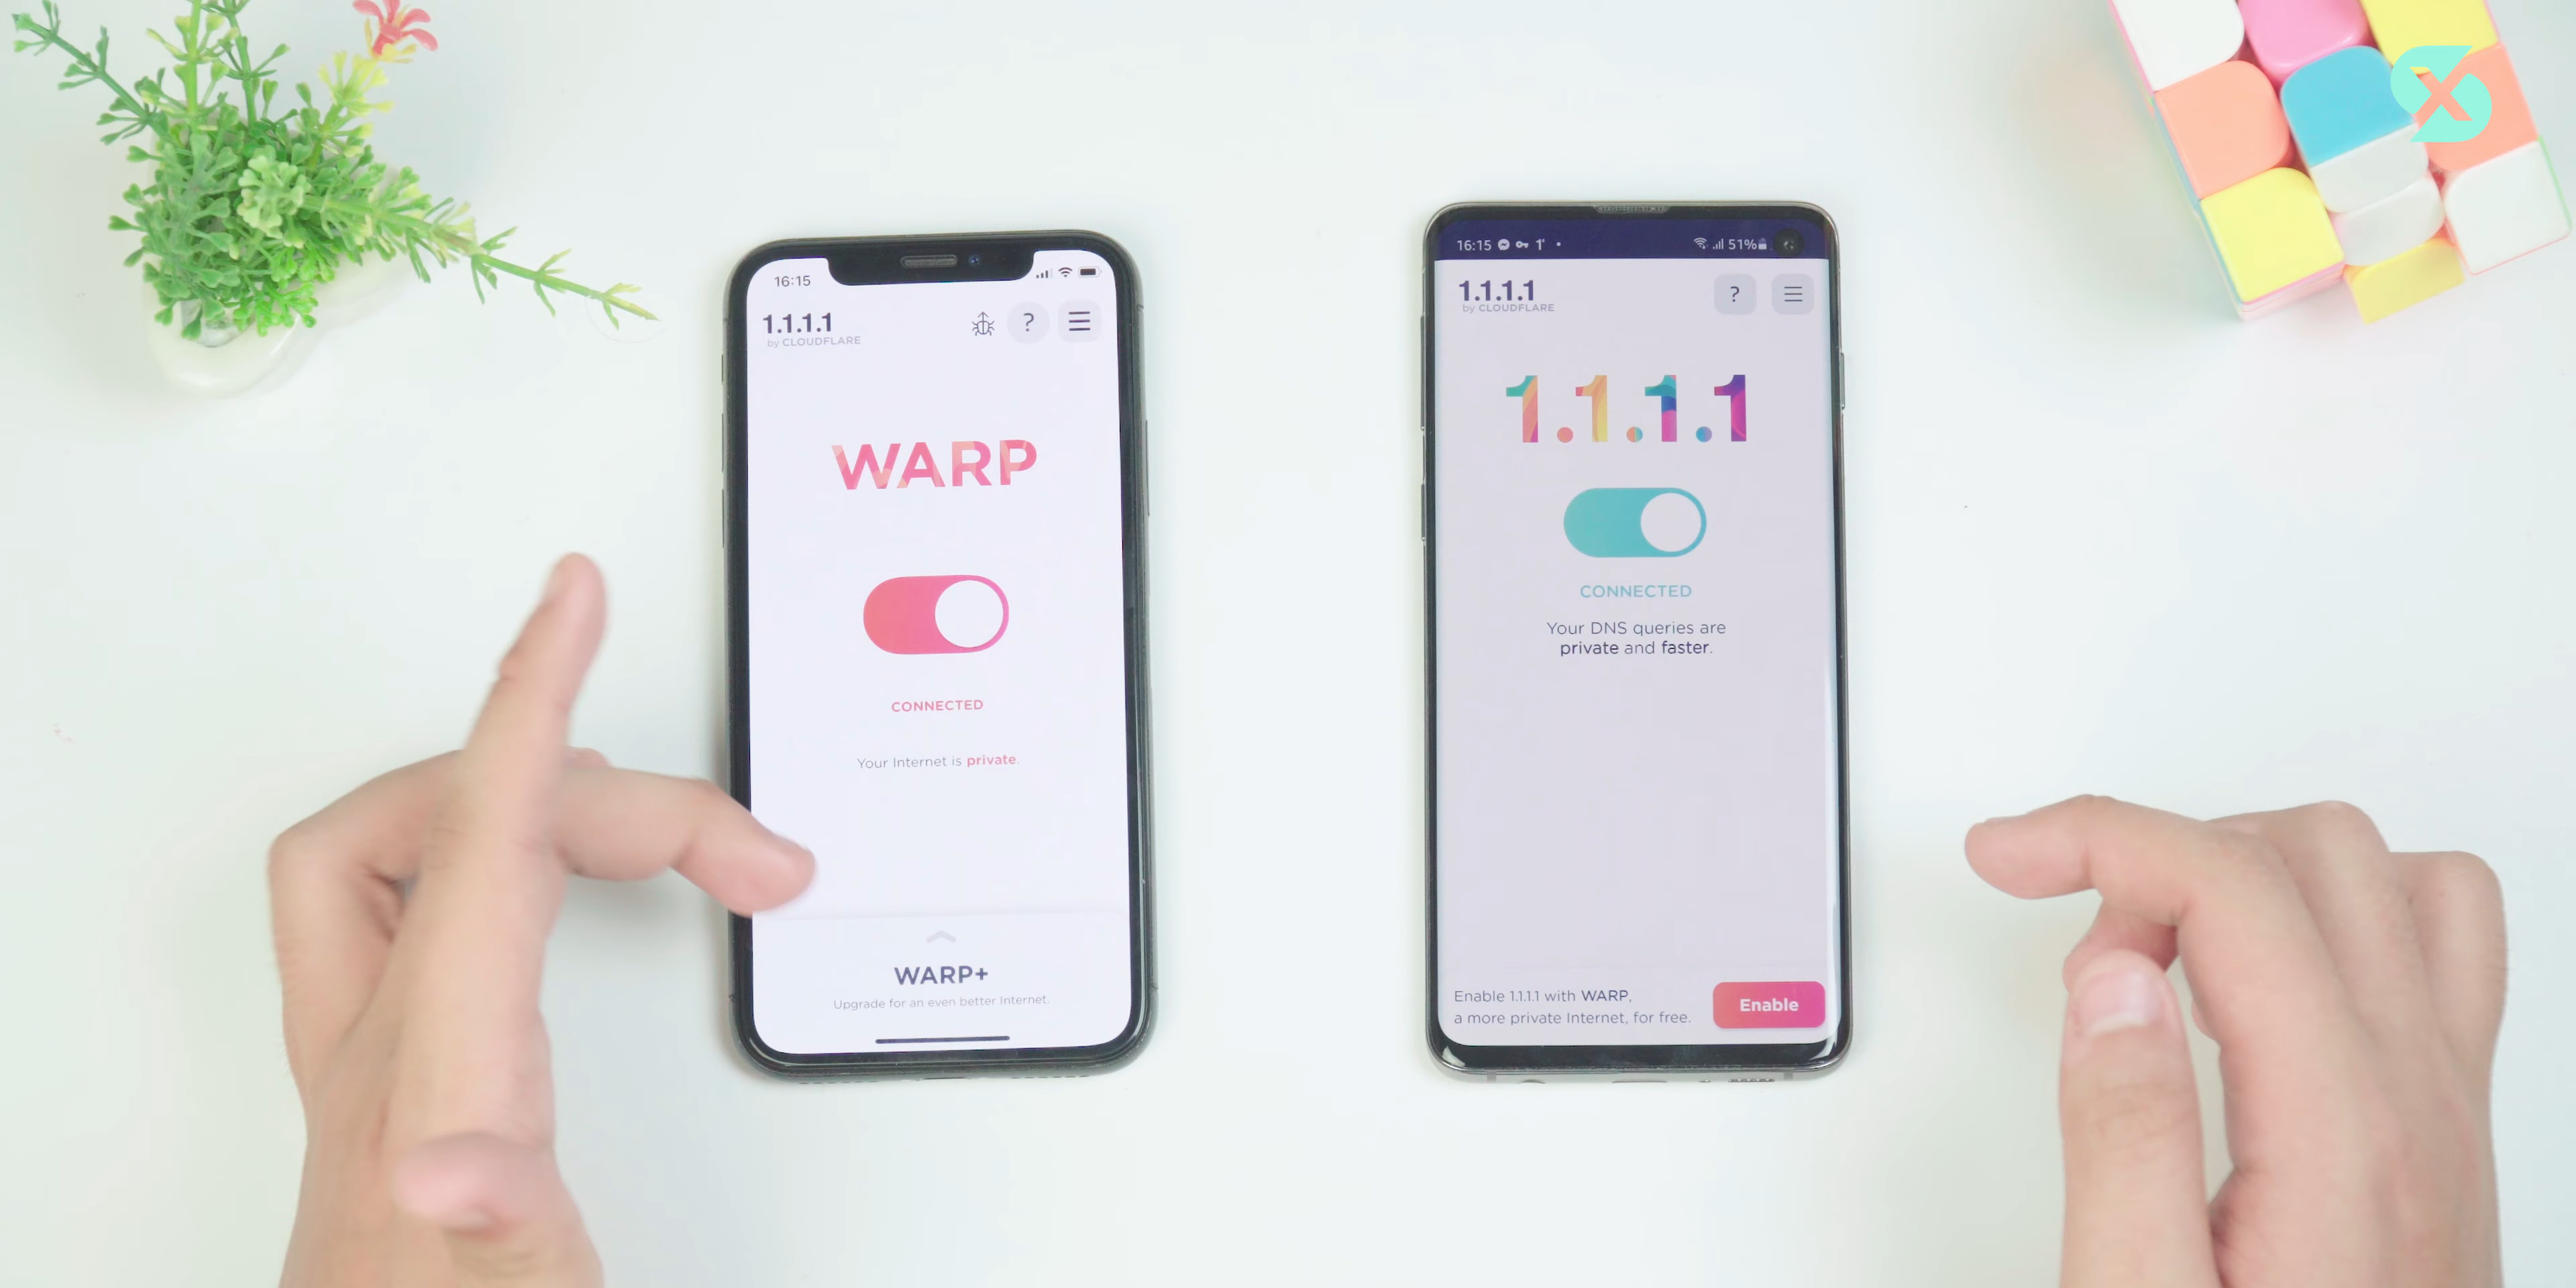 16:15
1.1.1.1
by CLOUDFLARE
?
WARP
CONNECTED
Your Internet is private.
WARP+
Upgrade for an even better Internet.
16:15
51%
1.1.1.1
by CLOUDFLARE
?
1.1.1.1
CONNECTED
Your DNS queries are
private and faster.
Enable 1.1.1.1 with WARP,
a more private Internet, for free.
Enable